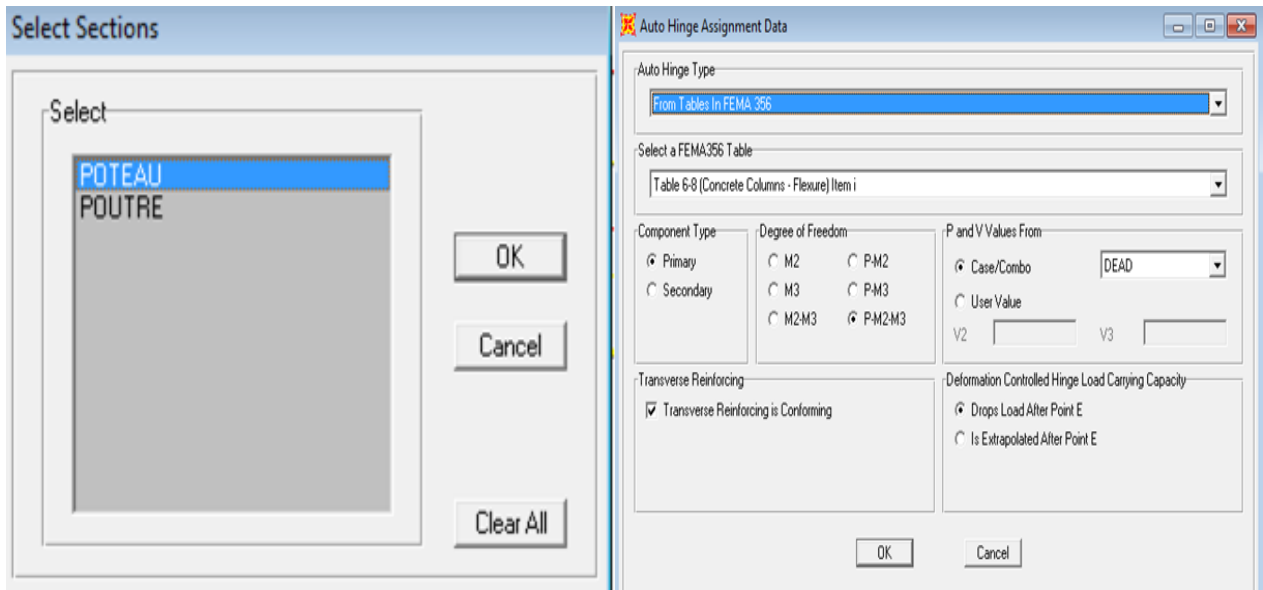 Select Sections
Select
POTEAU
POUTRE
OK
Cancel
Clear All
Auto Hinge Assignment Data
Auto Hinge Type
From Tables In FEMA 356
Select a FEMA356 Table
Table 6-8 (Concrete Columns - Flexure) Item i
Component Type
Primary
Secondary
Degree of Freedom
M2
P-M2
M3
P-M3
M2-M3
P-M2-M3
P and V Values From
Case/Combo
DEAD
User Value
V2
V3
Transverse Reinforcing
Transverse Reinforcing is Conforming
Deformation Controlled Hinge Load Carrying Capacity
Drops Load After Point E
Is Extrapolated After Point E
OK
Cancel